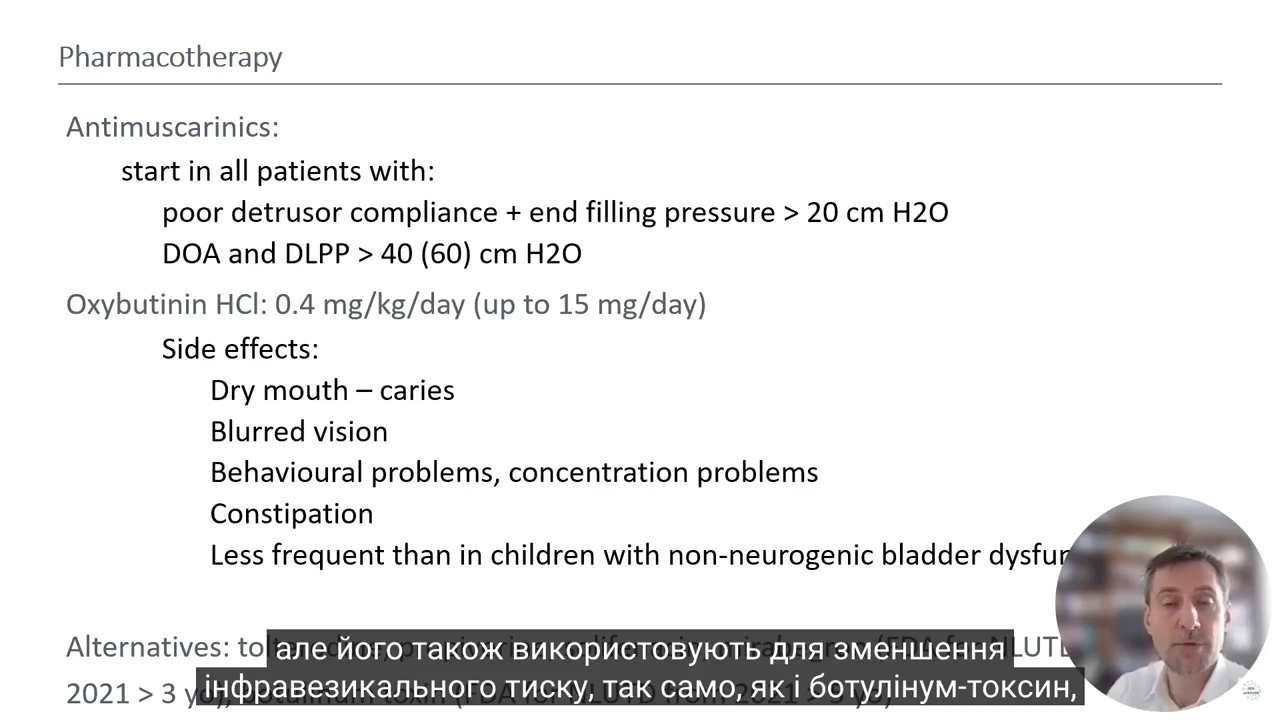 Pharmacotherapy
Antimuscarinics:
start in all patients with:
poor detrusor compliance + end filling pressure > 20 cm H2O
DOA and DLPP > 40 (60) cm H2O
Oxybutinin HCl: 0.4 mg/kg/day (up to 15 mg/day)
Side effects:
Dry mouth – caries
Blurred vision
Behavioural problems, concentration problems
Constipation
Less frequent than in children with non-neurogenic bladder
Alternatives:
але його також використовують для зменшення
2021 > 3
інфравезикального тиску, так само, як і ботулінум-токсин,